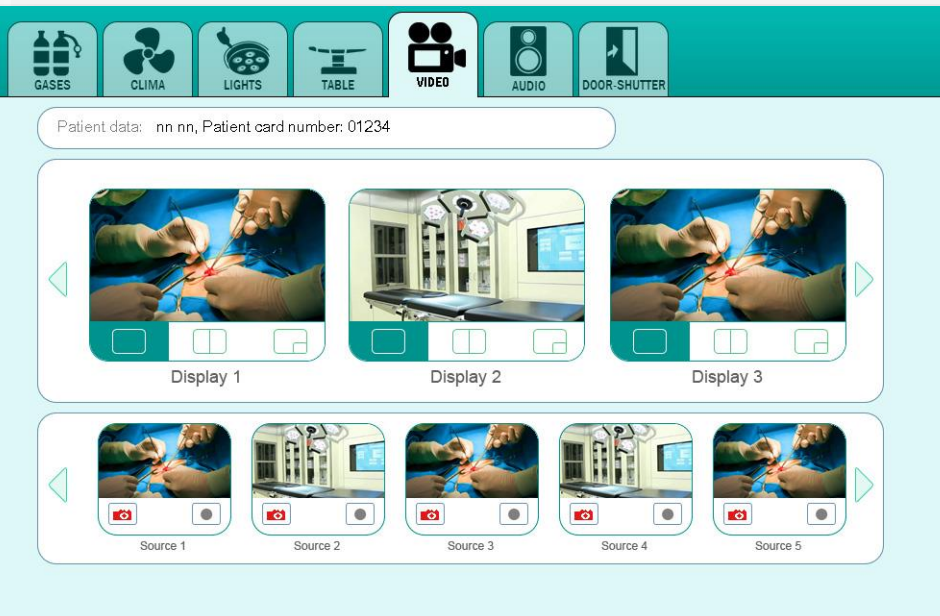 GASES
CLIMA
LIGHTS
TABLE
VIDEO
AUDIO
DOOR-SHUTTER
Patient data: nn nn, Patient card number: 01234
Display 1
Display 2
Display 3
Source 1
Source 2
Source 3
Source 4
Source 5